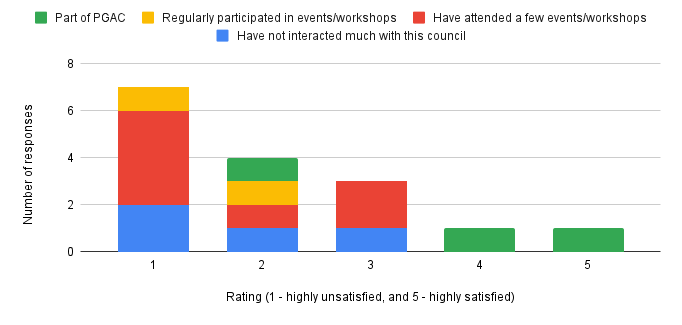 Part of PGAC Regularly participated in events/workshops Have attended a few events/workshops
Have not interacted much with this council
8
6
4
2
0
Number of responses
1 2 3 4 5
Rating (1 - highly unsatisfied, and 5 - highly satisfied)